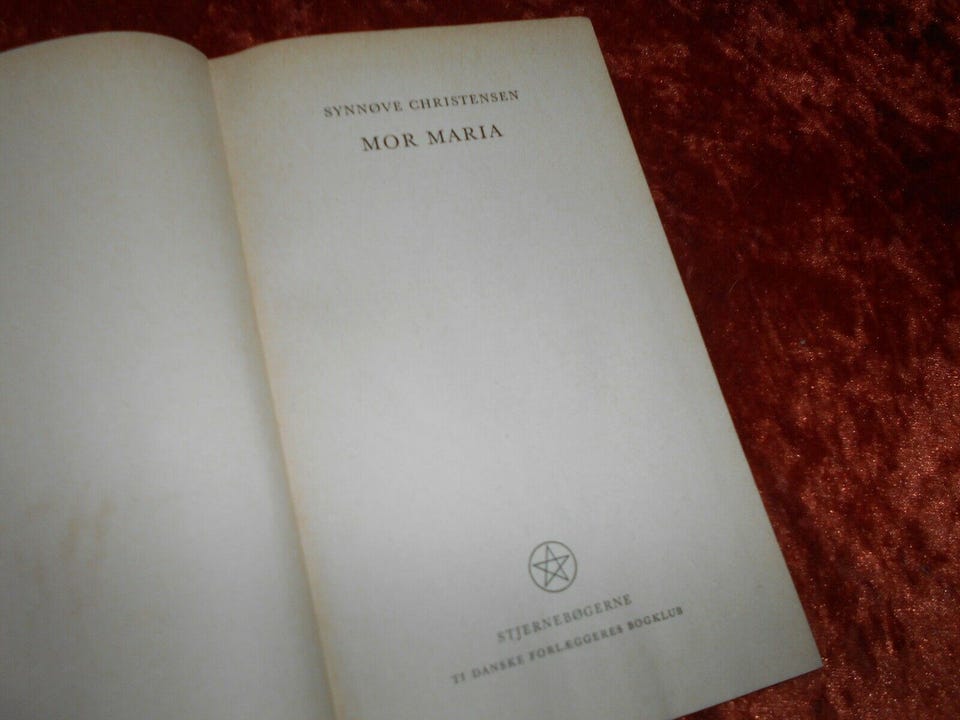 SYNNØVE CHRISTENSEN
MOR MARIA
STJERNEBØGERNE
TI DANSKE FORLÆGGERES BOGKLUB